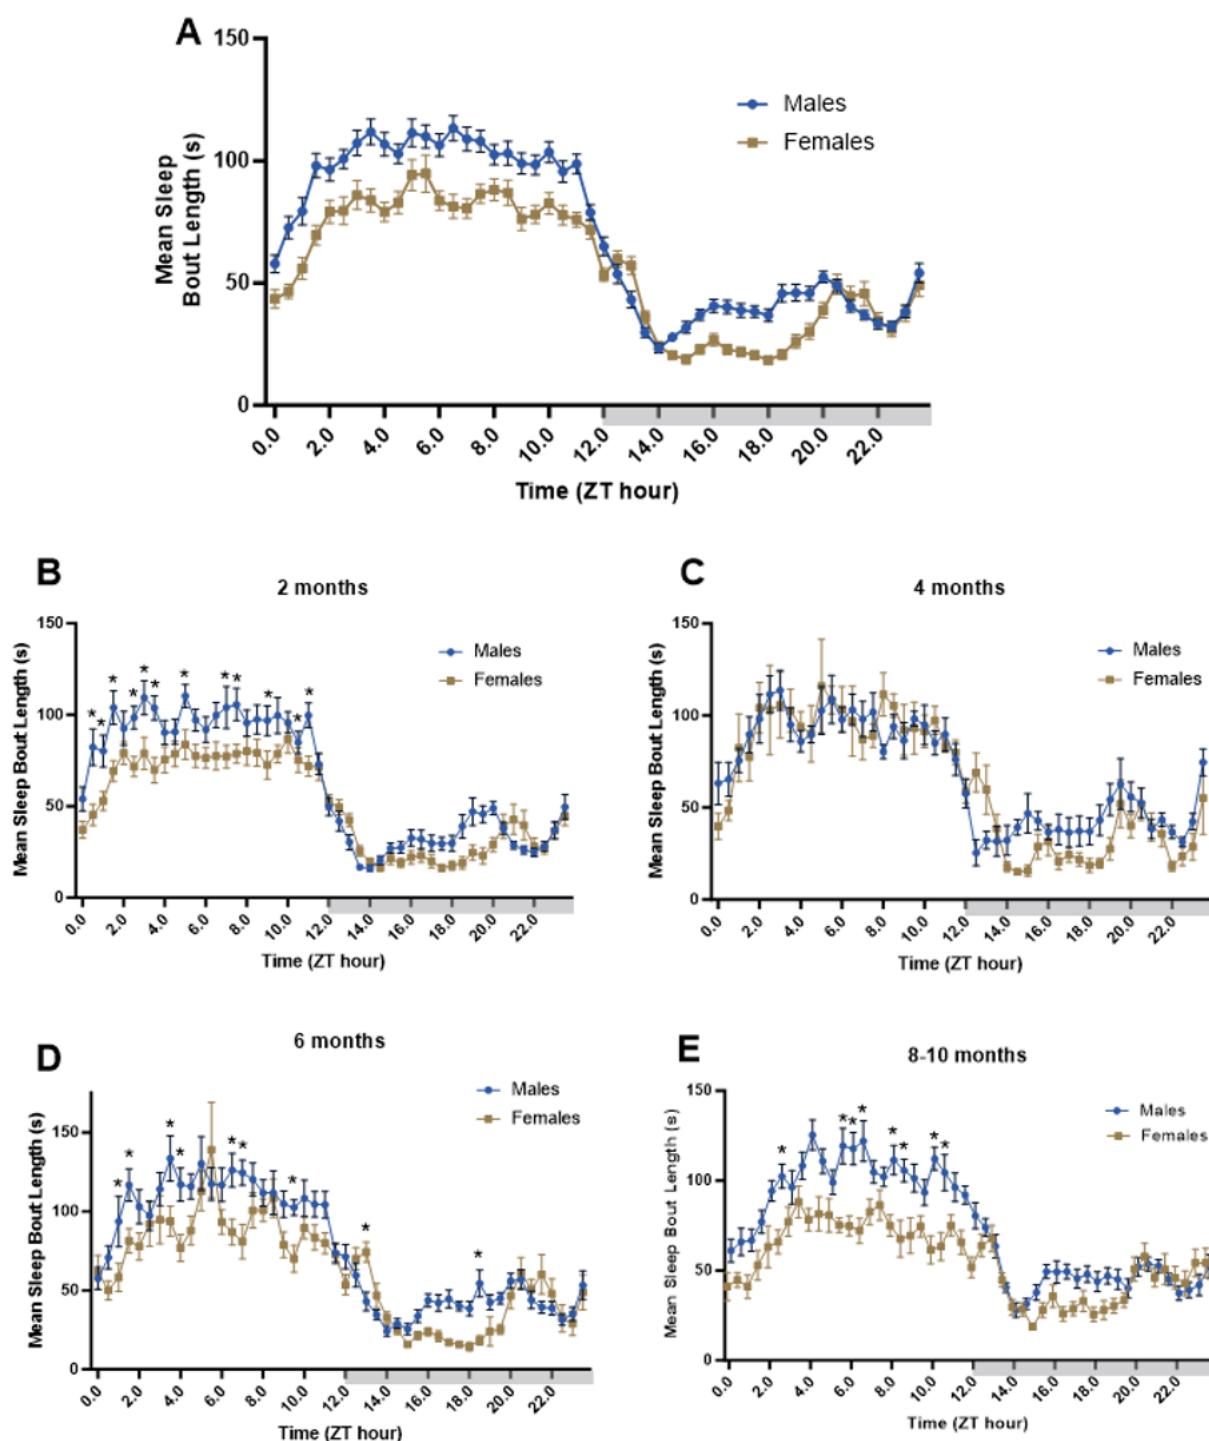 A
150
100
50
0
Mean Sleep
Bout Length (s)
Males
Females
0.0 2.0 4.0 6.0 8.0 10.0 12.0 14.0 16.0 18.0 20.0 22.0
Time (ZT hour)
B
2 months
150
100
50
0
Mean Sleep Bout Length (s)
Males
Females
* * * * * * * * * * * *
0.0 2.0 4.0 6.0 8.0 10.0 12.0 14.0 16.0 18.0 20.0 22.0
Time (ZT hour)
C
4 months
150
100
50
0
Mean Sleep Bout Length (s)
Males
Females
0.0 2.0 4.0 6.0 8.0 10.0 12.0 14.0 16.0 18.0 20.0 22.0
Time (ZT hour)
D
6 months
150
100
50
0
Mean Sleep Bout Length (s)
Males
Females
* * * * * * * * *
0.0 2.0 4.0 6.0 8.0 10.0 12.0 14.0 16.0 18.0 20.0 22.0
Time (ZT hour)
E
8-10 months
150
100
50
0
Mean Sleep Bout Length (s)
Males
Females
* * * * * * * *
0.0 2.0 4.0 6.0 8.0 10.0 12.0 14.0 16.0 18.0 20.0 22.0
Time (ZT hour)